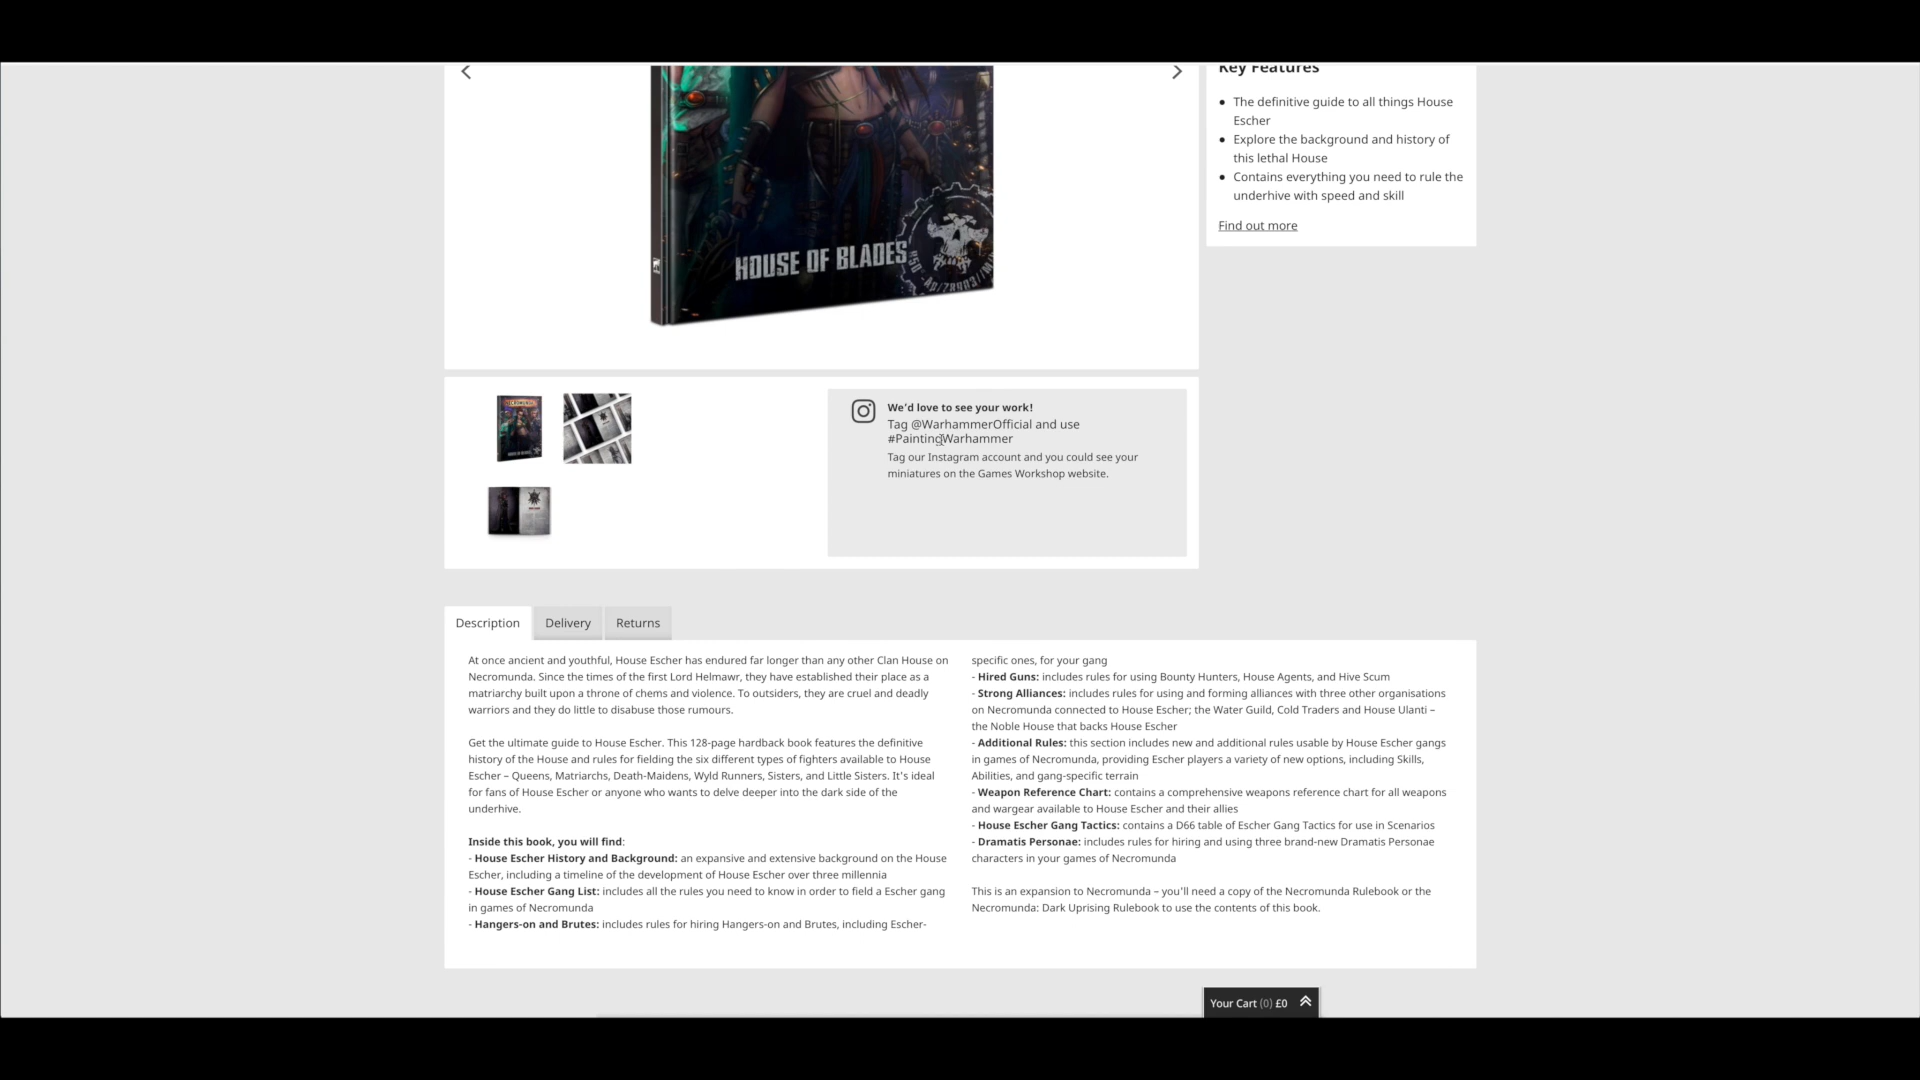 Key Features
• The definitive guide to all things House
Escher
• Explore the background and history of
this lethal House
• Contains everything you need to rule the
underhive with speed and skill
Find out more
HOUSE OF BLADES
We'd love to see your work!
Tag @WarhammerOfficial and use
#PaintingWarhammer
Tag our Instagram account and you could see your
miniatures on the Games Workshop website.
Description
Delivery
Returns
At once ancient and youthful, House Escher has endured far longer than any other Clan House on
Necromunda. Since the times of the first Lord Helmawr, they have established their place as a
matriarchy built upon a throne of chems and violence. To outsiders, they are cruel and deadly
warriors and they do little to disabuse those rumours.
Get the ultimate guide to House Escher. This 128-page hardback book features the definitive
history of the House and rules for fielding the six different types of fighters available to House
Escher – Queens, Matriarchs, Death-Maidens, Wyld Runners, Sisters, and Little Sisters. It's ideal
for fans of House Escher or anyone who wants to delve deeper into the dark side of the
underhive.
Inside this book, you will find:
- House Escher History and Background: an expansive and extensive background on the House
Escher, including a timeline of the development of House Escher over three millennia
- House Escher Gang List: includes all the rules you need to know in order to field a Escher gang
in games of Necromunda
- Hangers-on and Brutes: includes rules for hiring Hangers-on and Brutes, including Escher-
specific ones, for your gang
- Hired Guns: includes rules for using Bounty Hunters, House Agents, and Hive Scum
- Strong Alliances: includes rules for using and forming alliances with three other organisations
on Necromunda connected to House Escher; the Water Guild, Cold Traders and House Ulanti –
the Noble House that backs House Escher
- Additional Rules: this section includes new and additional rules usable by House Escher gangs
in games of Necromunda, providing Escher players a variety of new options, including Skills,
Abilities, and gang-specific terrain
- Weapon Reference Chart: contains a comprehensive weapons reference chart for all weapons
and wargear available to House Escher and their allies
- House Escher Gang Tactics: contains a D66 table of Escher Gang Tactics for use in Scenarios
- Dramatis Personae: includes rules for hiring and using three brand-new Dramatis Personae
characters in your games of Necromunda
This is an expansion to Necromunda – you'll need a copy of the Necromunda Rulebook or the
Necromunda: Dark Uprising Rulebook to use the contents of this book.
Your Cart (0) £0